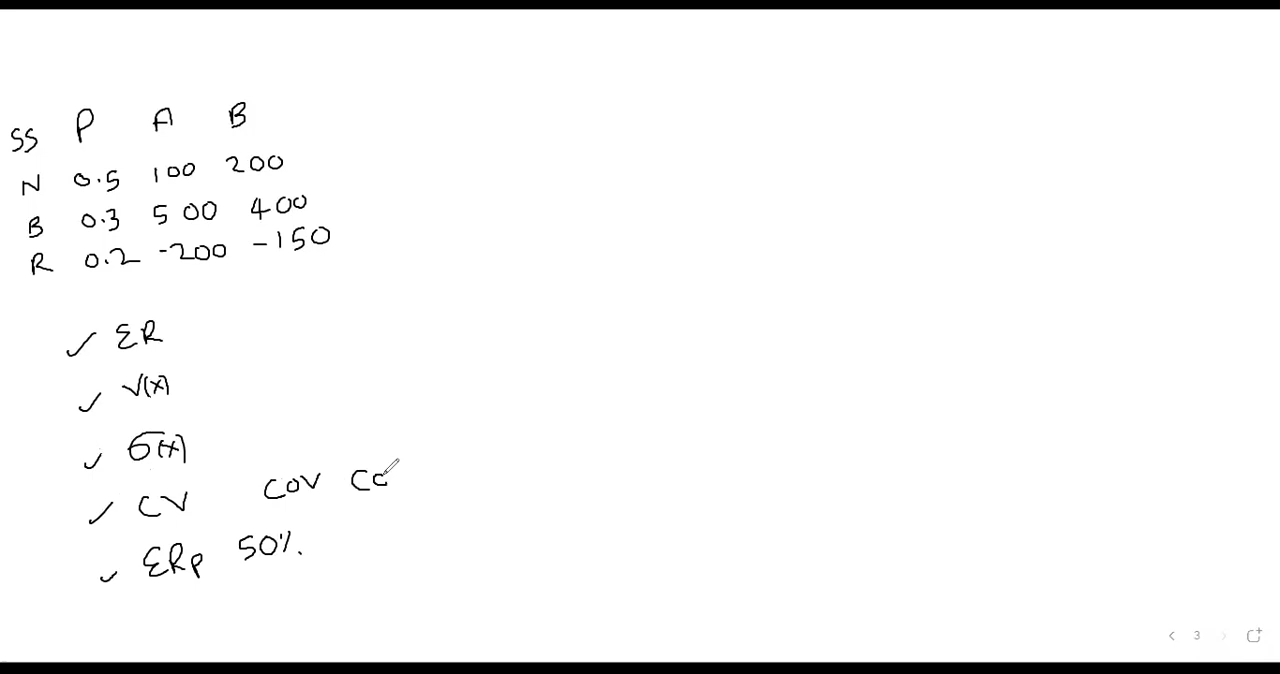 SS P A B
N 0.5 100 200
B 0.3 500 400
R 0.2 -200 -150
✓ ER
✓ V(x)
✓ σ(x)
✓ CV COV CO
✓ ERp 50%
3